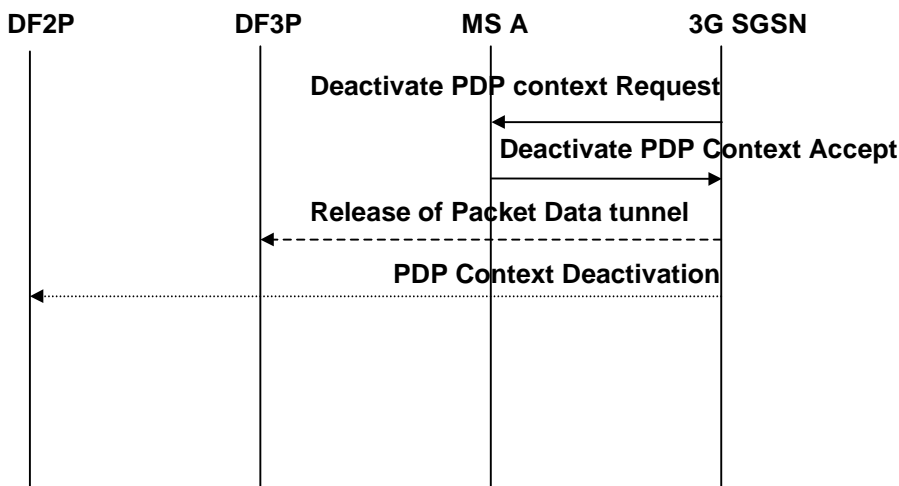 DF2P DF3P MS A 3G SGSN
Deactivate PDP context Request
Deactivate PDP Context Accept
Release of Packet Data tunnel
PDP Context Deactivation